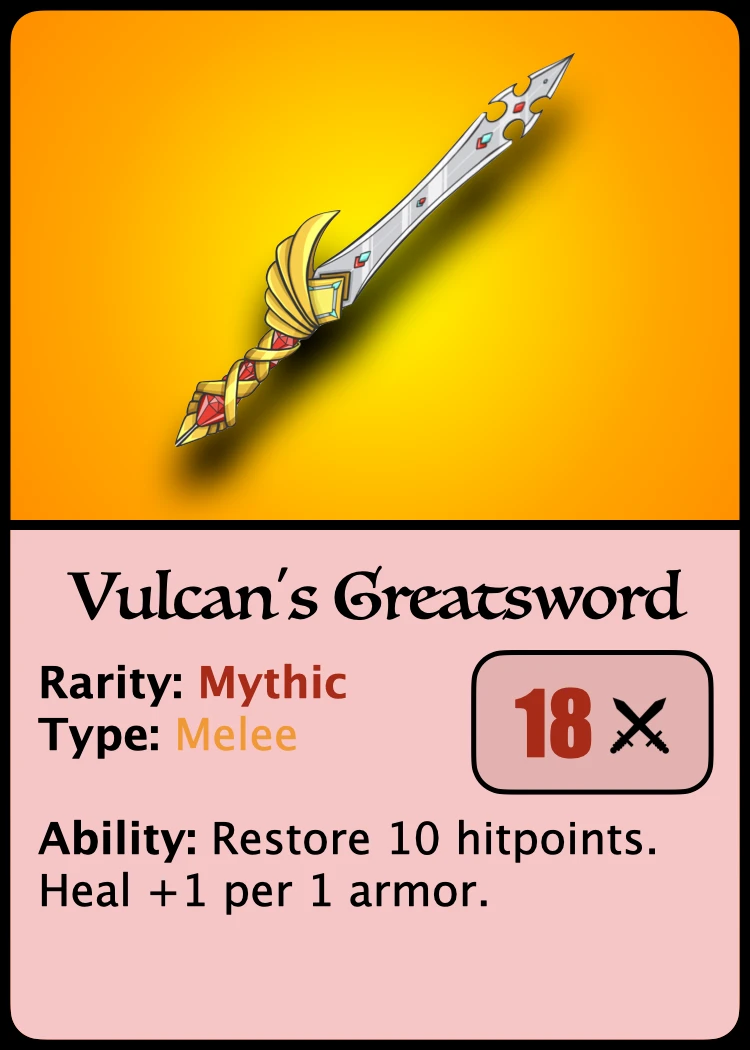 Vulcan's Greatsword
Rarity: Mythic
Type: Melee
18
Ability: Restore 10 hitpoints.
Heal +1 per 1 armor.